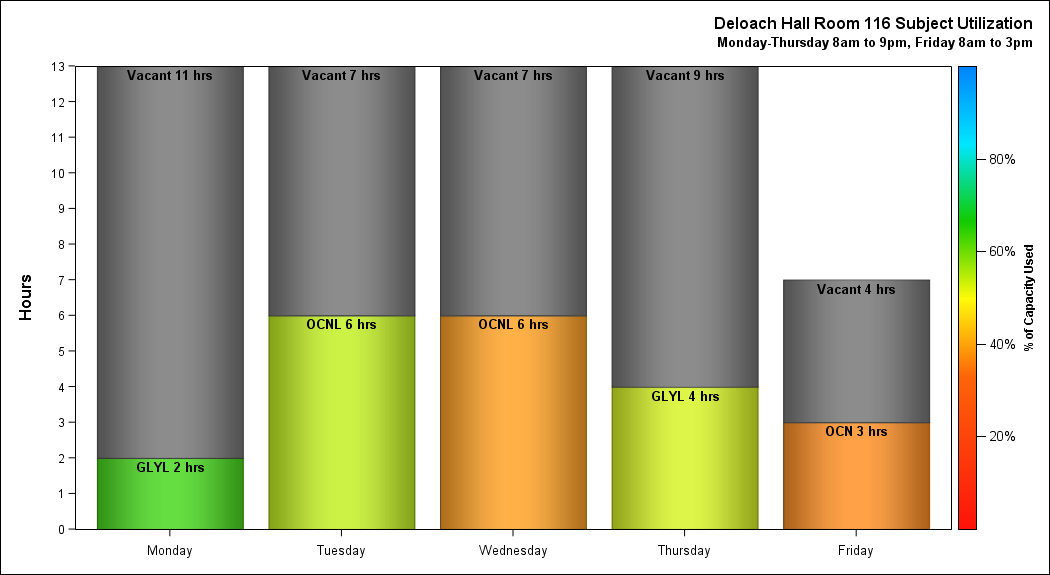 Deloach Hall Room 116 Subject Utilization
Monday-Thursday 8am to 9pm, Friday 8am to 3pm
Hours
13
12
11
10
9
8
7
6
5
4
3
2
1
0
Vacant 11 hrs
GLYL 2 hrs
Vacant 7 hrs
OCNL 6 hrs
Vacant 7 hrs
OCNL 6 hrs
Vacant 9 hrs
GLYL 4 hrs
Vacant 4 hrs
OCN 3 hrs
Monday
Tuesday
Wednesday
Thursday
Friday
80%
60%
40%
20%
% of Capacity Used